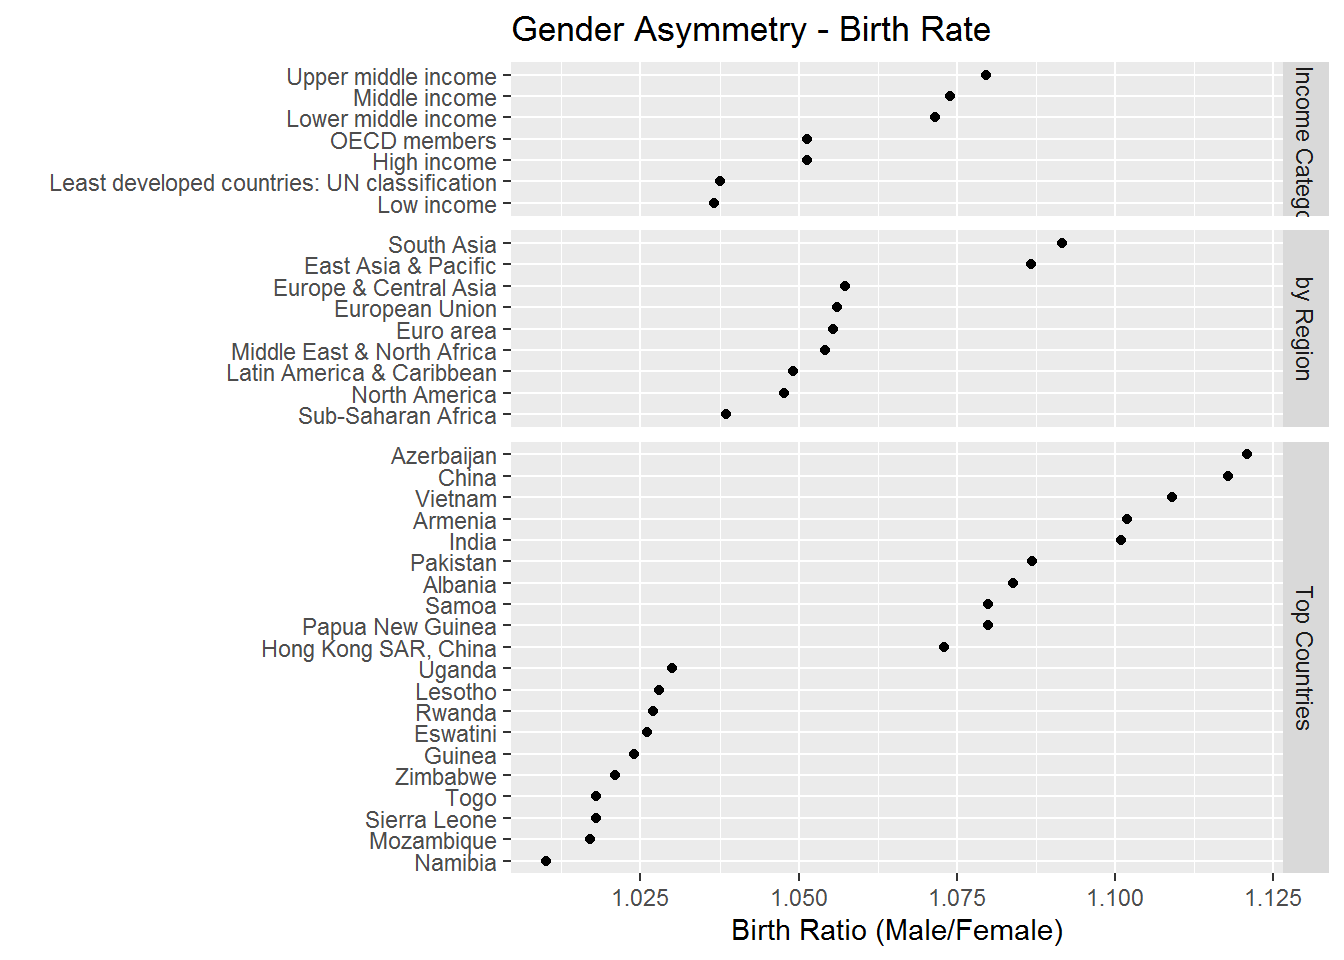 Gender Asymmetry - Birth Rate
Upper middle income
Middle income
Lower middle income
OECD members
High income
Least developed countries: UN classification
Low income
Income Catego
South Asia
East Asia & Pacific
Europe & Central Asia
European Union
Euro area
Middle East & North Africa
Latin America & Caribbean
North America
Sub-Saharan Africa
by Region
Azerbaijan
China
Vietnam
Armenia
India
Pakistan
Albania
Samoa
Papua New Guinea
Hong Kong SAR, China
Uganda
Lesotho
Rwanda
Eswatini
Guinea
Zimbabwe
Togo
Sierra Leone
Mozambique
Namibia
Top Countries
1.025 1.050 1.075 1.100 1.125
Birth Ratio (Male/Female)